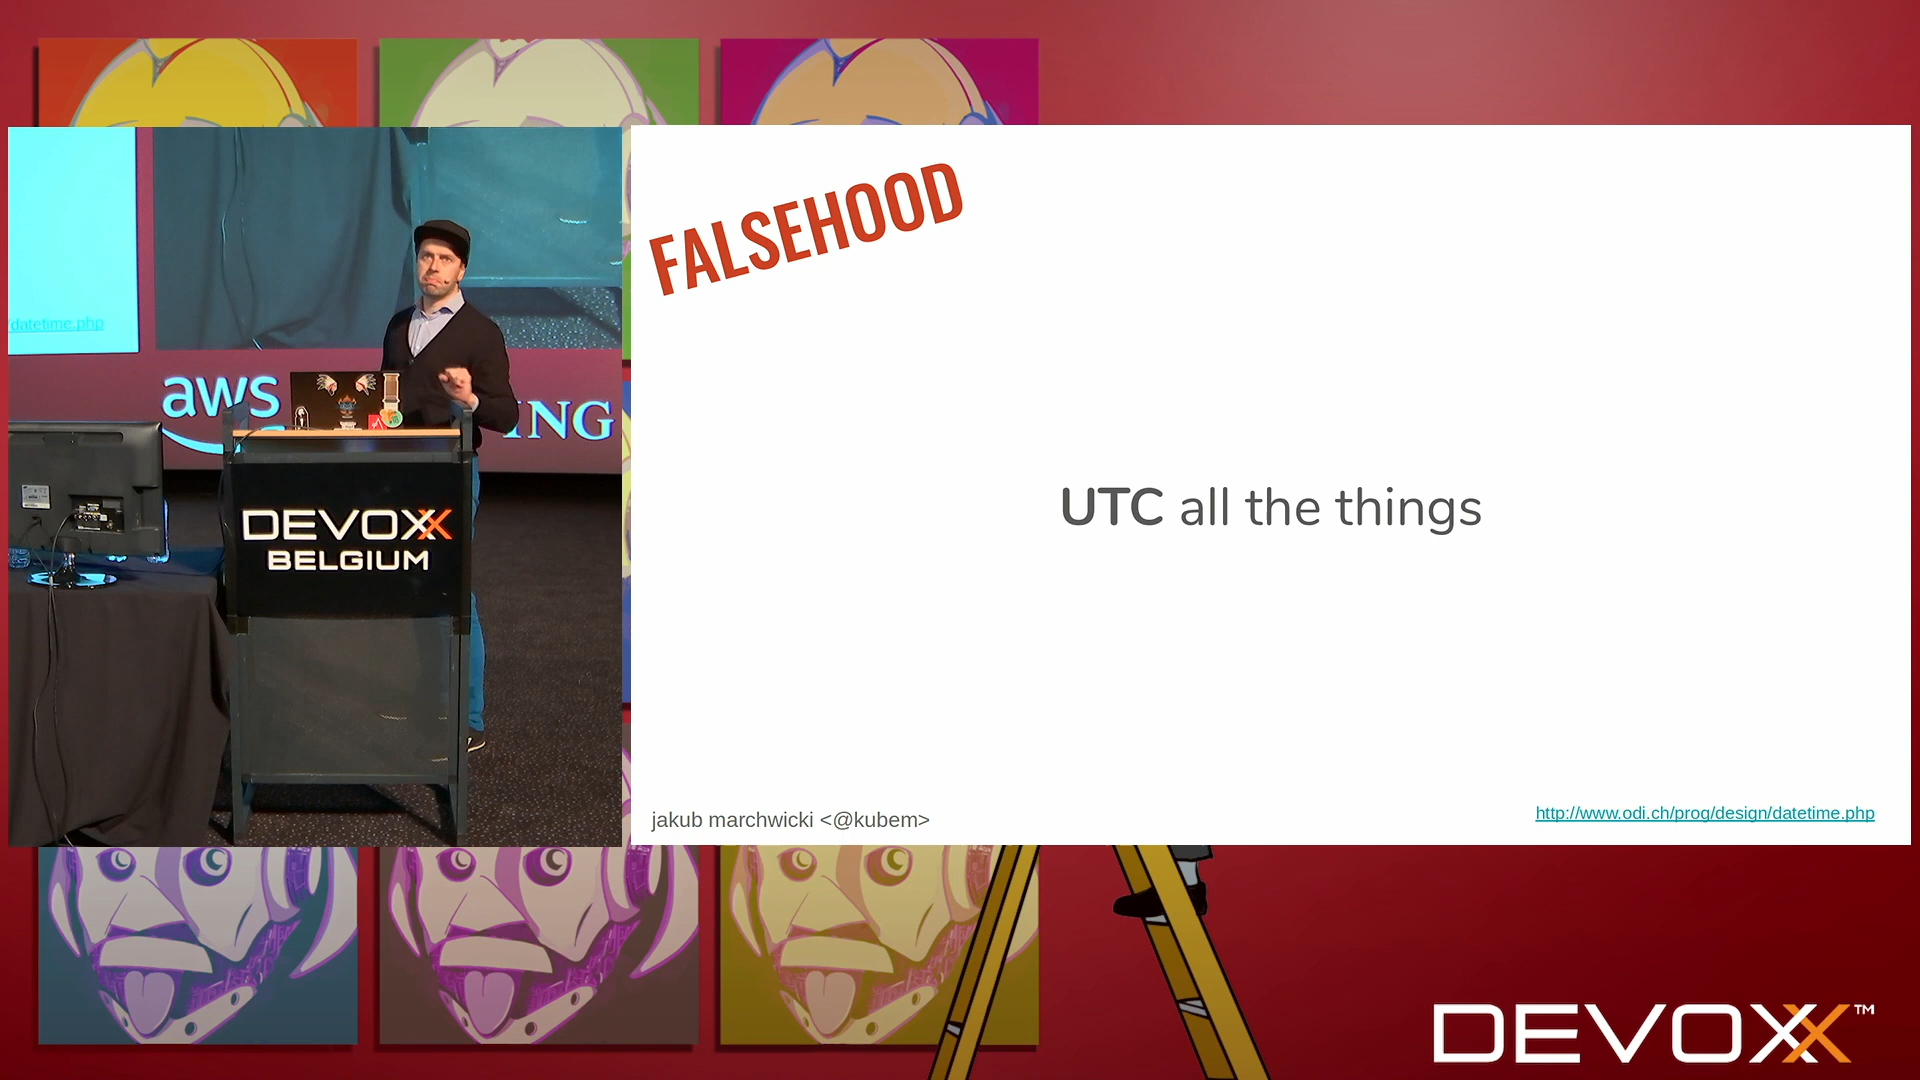 FALSEHOOD
UTC all the things
jakub marchwicki <@kubem>
http://www.odi.ch/prog/design/datetime.php
/datetime.php
aws
ING
DEVOXX
BELGIUM
DEVOXX™